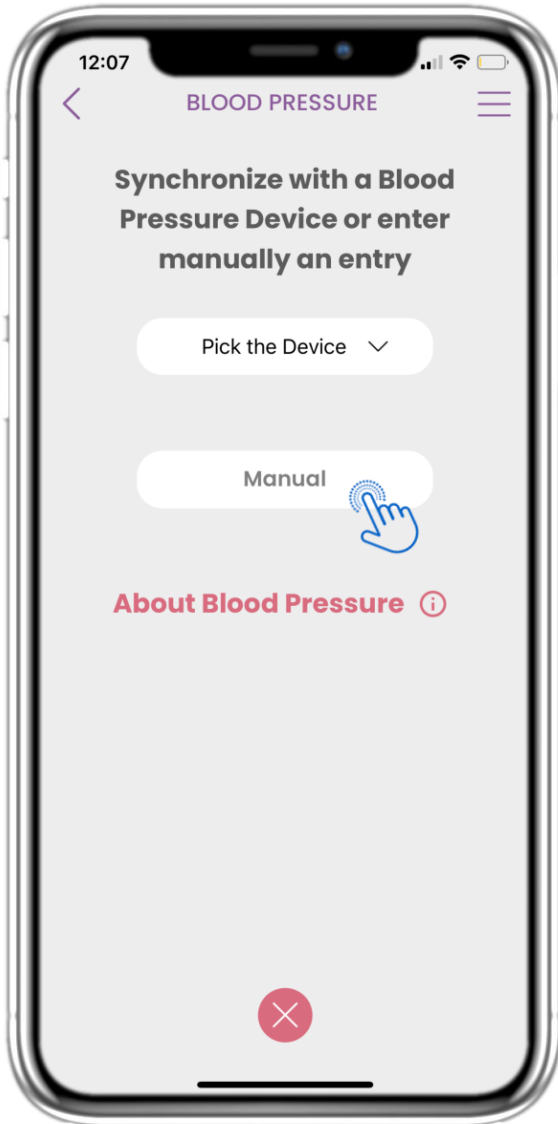 12:07
BLOOD PRESSURE
Synchronize with a Blood
Pressure Device or enter
manually an entry
Pick the Device
Manual
About Blood Pressure